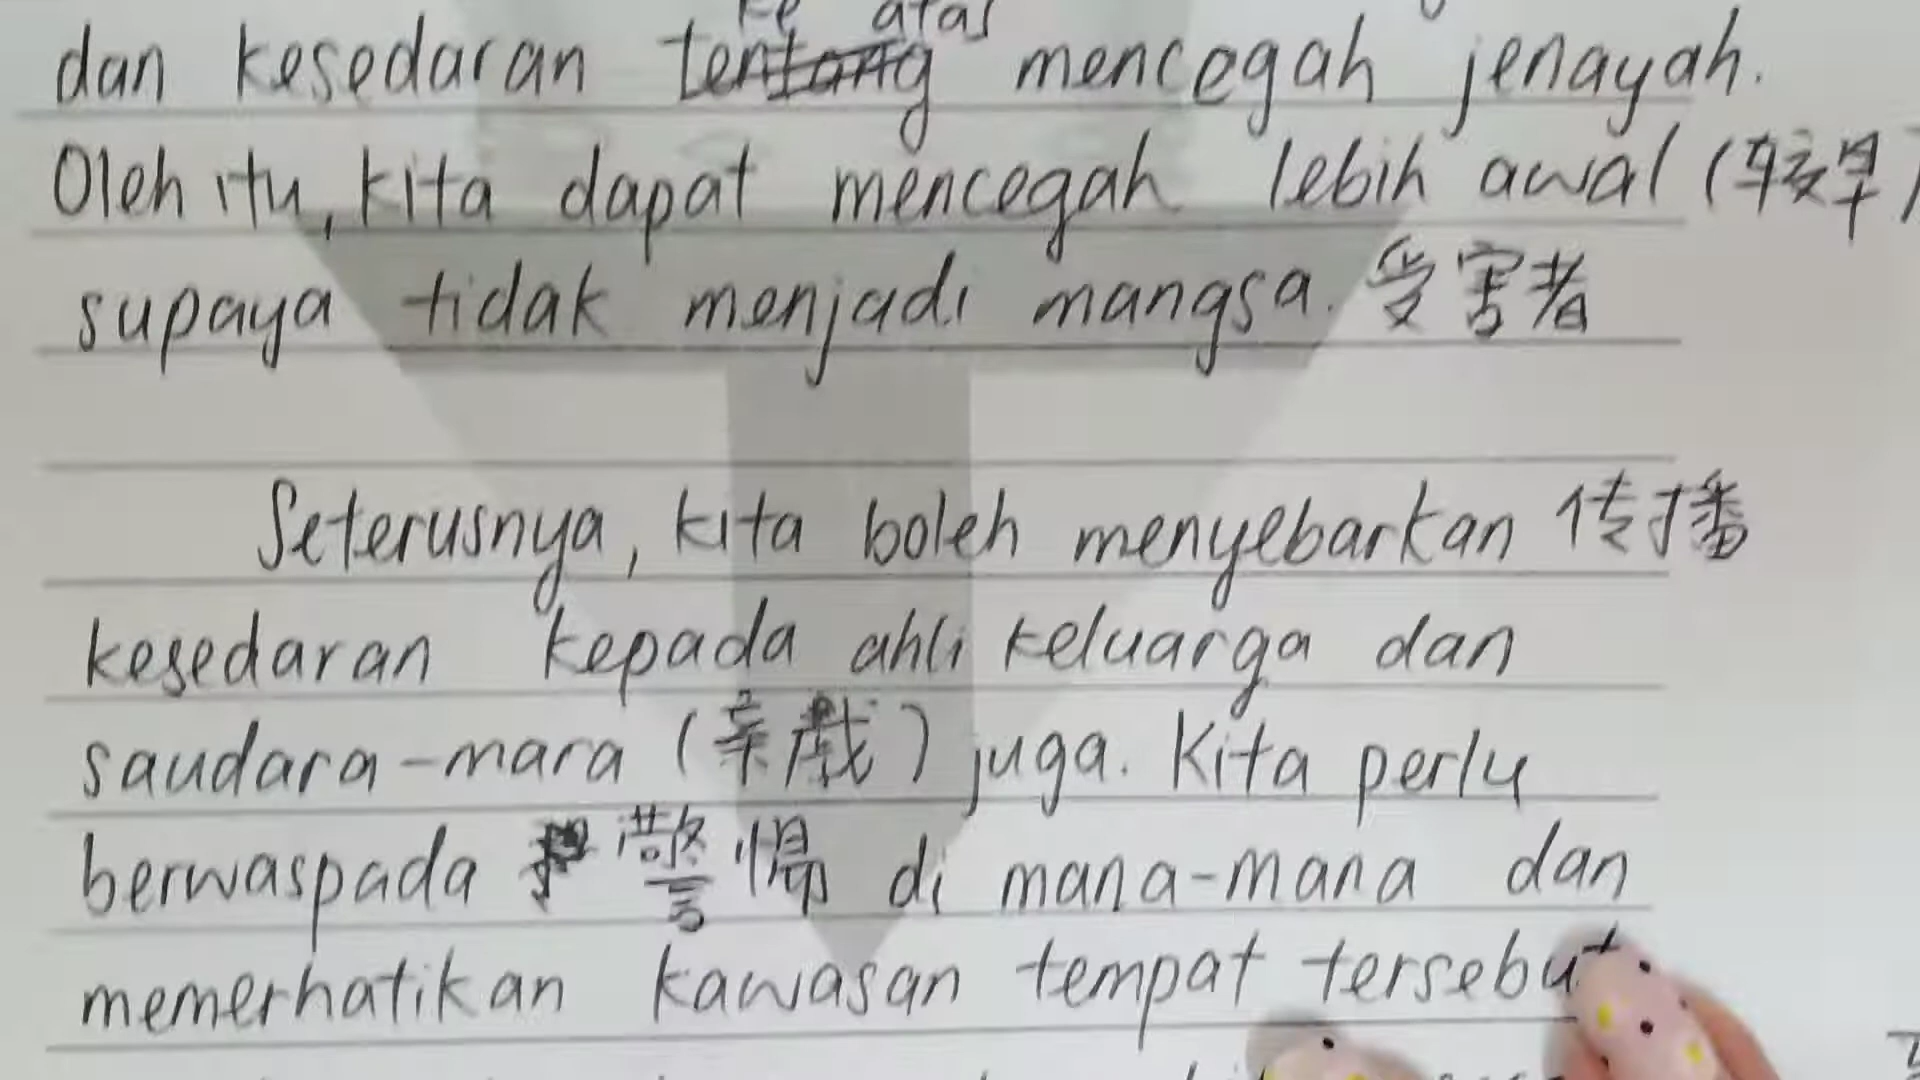 ke atas
dan kesedaran tentang mencegah jenayah.
Oleh itu, kita dapat mencegah lebih awal (较早)
supaya tidak menjadi mangsa. 受害者
Seterusnya, kita boleh menyebarkan 传播
kesedaran kepada ahli keluarga dan
saudara-mara (亲戚) juga. Kita perlu
berwaspada 警惕 di mana-mana dan
memerhatikan kawasan tempat tersebut